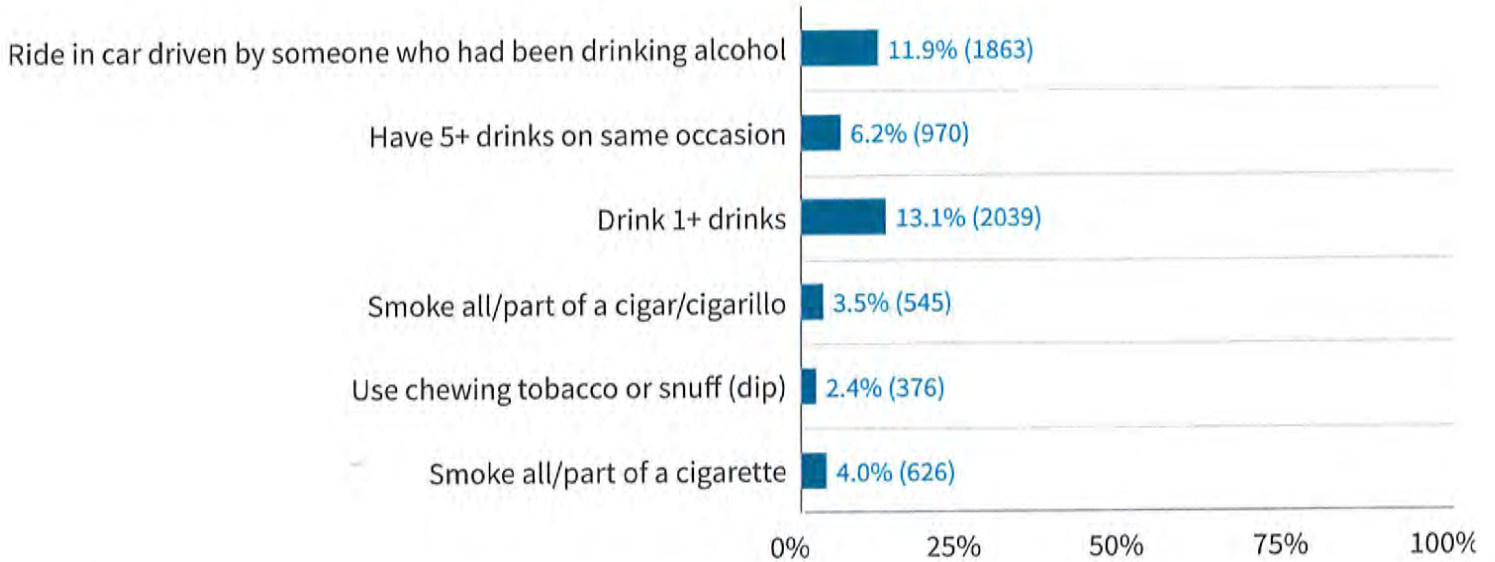 Ride in car driven by someone who had been drinking alcohol 11.9% (1863)
Have 5+ drinks on same occasion 6.2% (970)
Drink 1+ drinks 13.1% (2039)
Smoke all/part of a cigar/cigarillo 3.5% (545)
Use chewing tobacco or snuff (dip) 2.4% (376)
Smoke all/part of a cigarette 4.0% (626)
0% 25% 50% 75% 100%